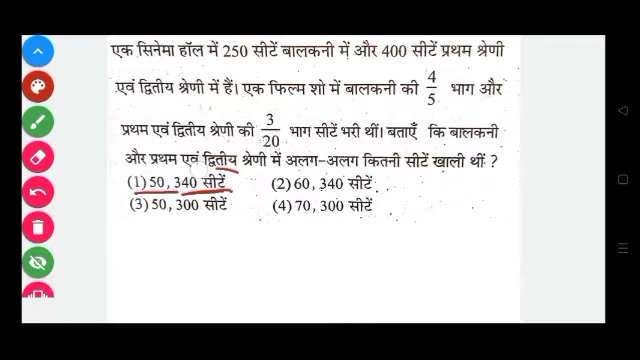 एक सिनेमा हॉल में 250 सीटें बालकनी में और 400 सीटें प्रथम श्रेणी
एवं द्वितीय श्रेणी में हैं। एक फिल्म शो में बालकनी की 4/5 भाग और
प्रथम एवं द्वितीय श्रेणी की 3/20 भाग सीटें भरी थीं। बताएँ कि बालकनी
और प्रथम एवं द्वितीय श्रेणी में अलग-अलग कितनी सीटें खाली थीं ?
(1) 50, 340 सीटें (2) 60, 340 सीटें
(3) 50, 300 सीटें (4) 70, 300 सीटें